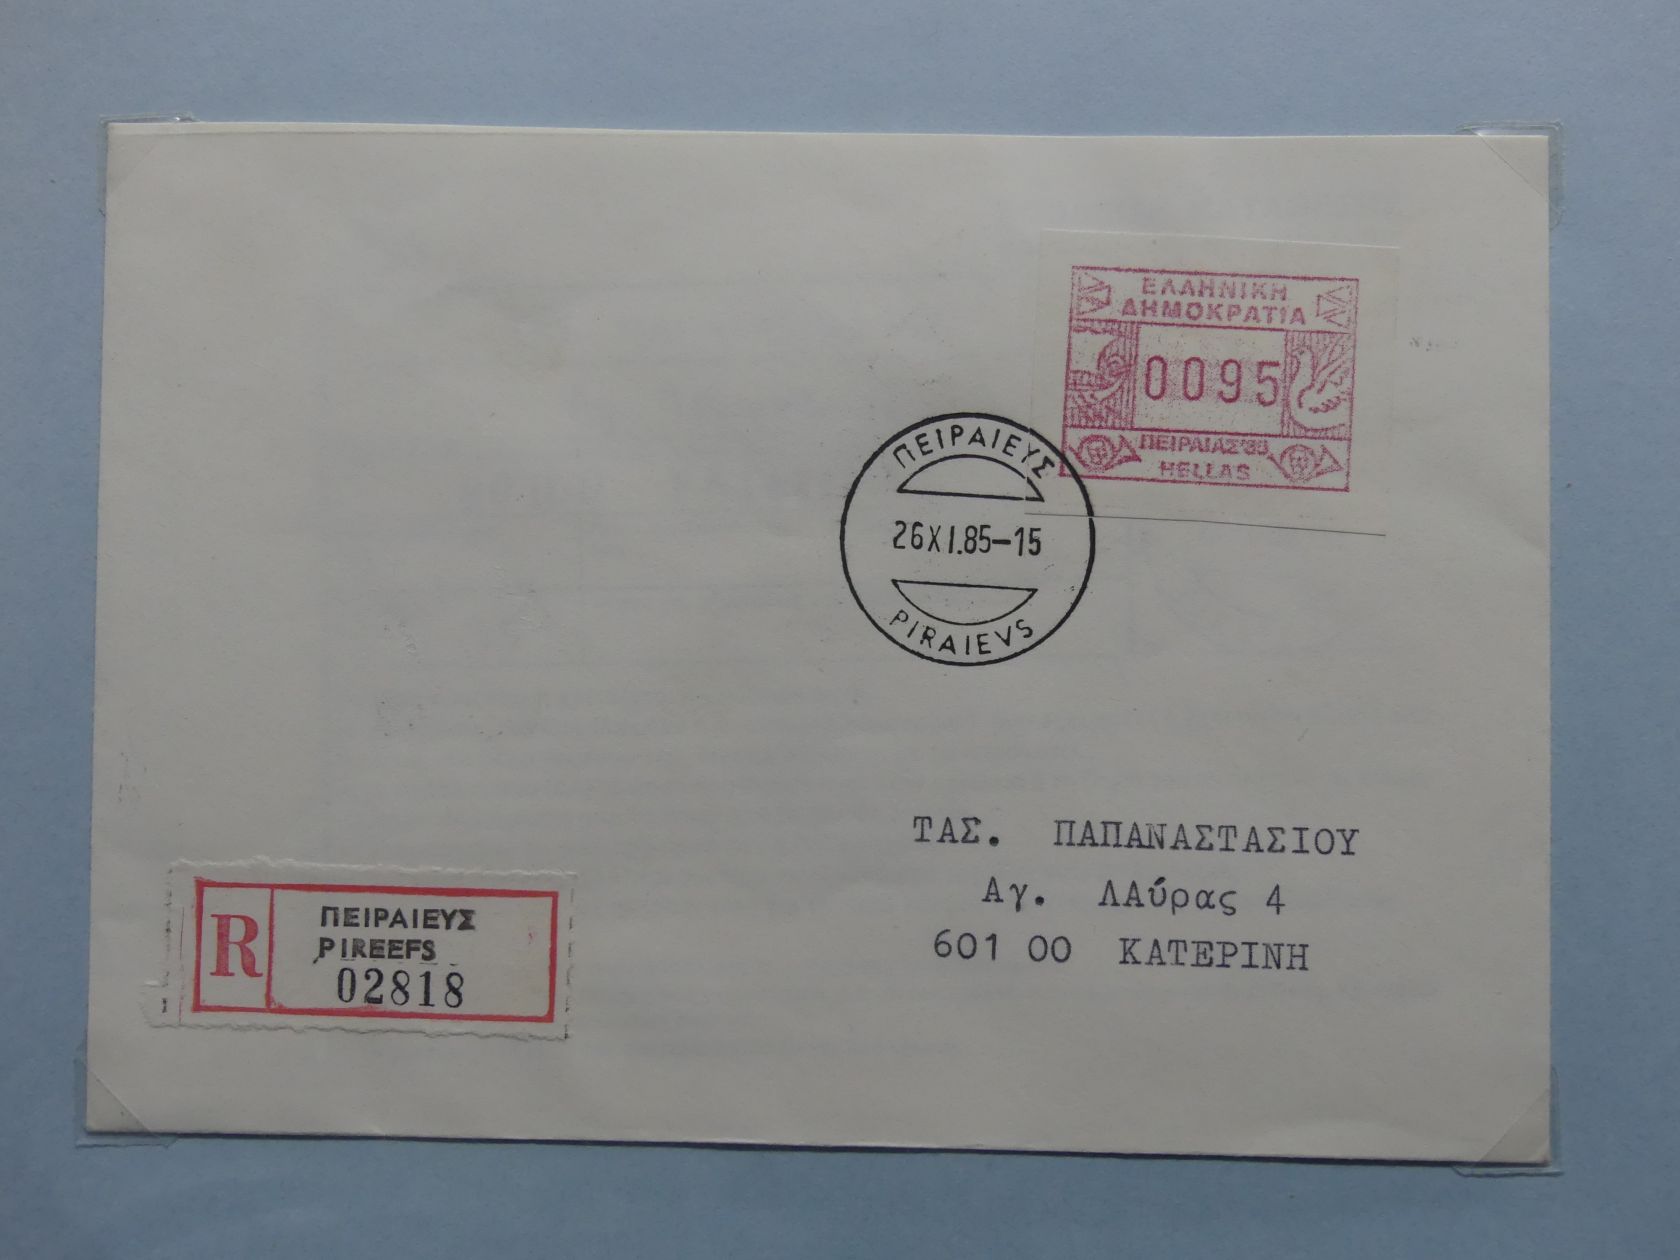 ΕΛΛΗΝΙΚΗ
ΔΗΜΟΚΡΑΤΙΑ
0095
ΠΕΙΡΑΙΑΣ'85
HELLAS
ΠΕΙΡΑΙΕΥΣ
26XI.85-15
PIRAIEVS
ΤΑΣ. ΠΑΠΑΝΑΣΤΑΣΙΟΥ
Αγ. ΛΑύρας 4
601 00 ΚΑΤΕΡΙΝΗ
R
ΠΕΙΡΑΙΕΥΣ
PIREEFS
02818